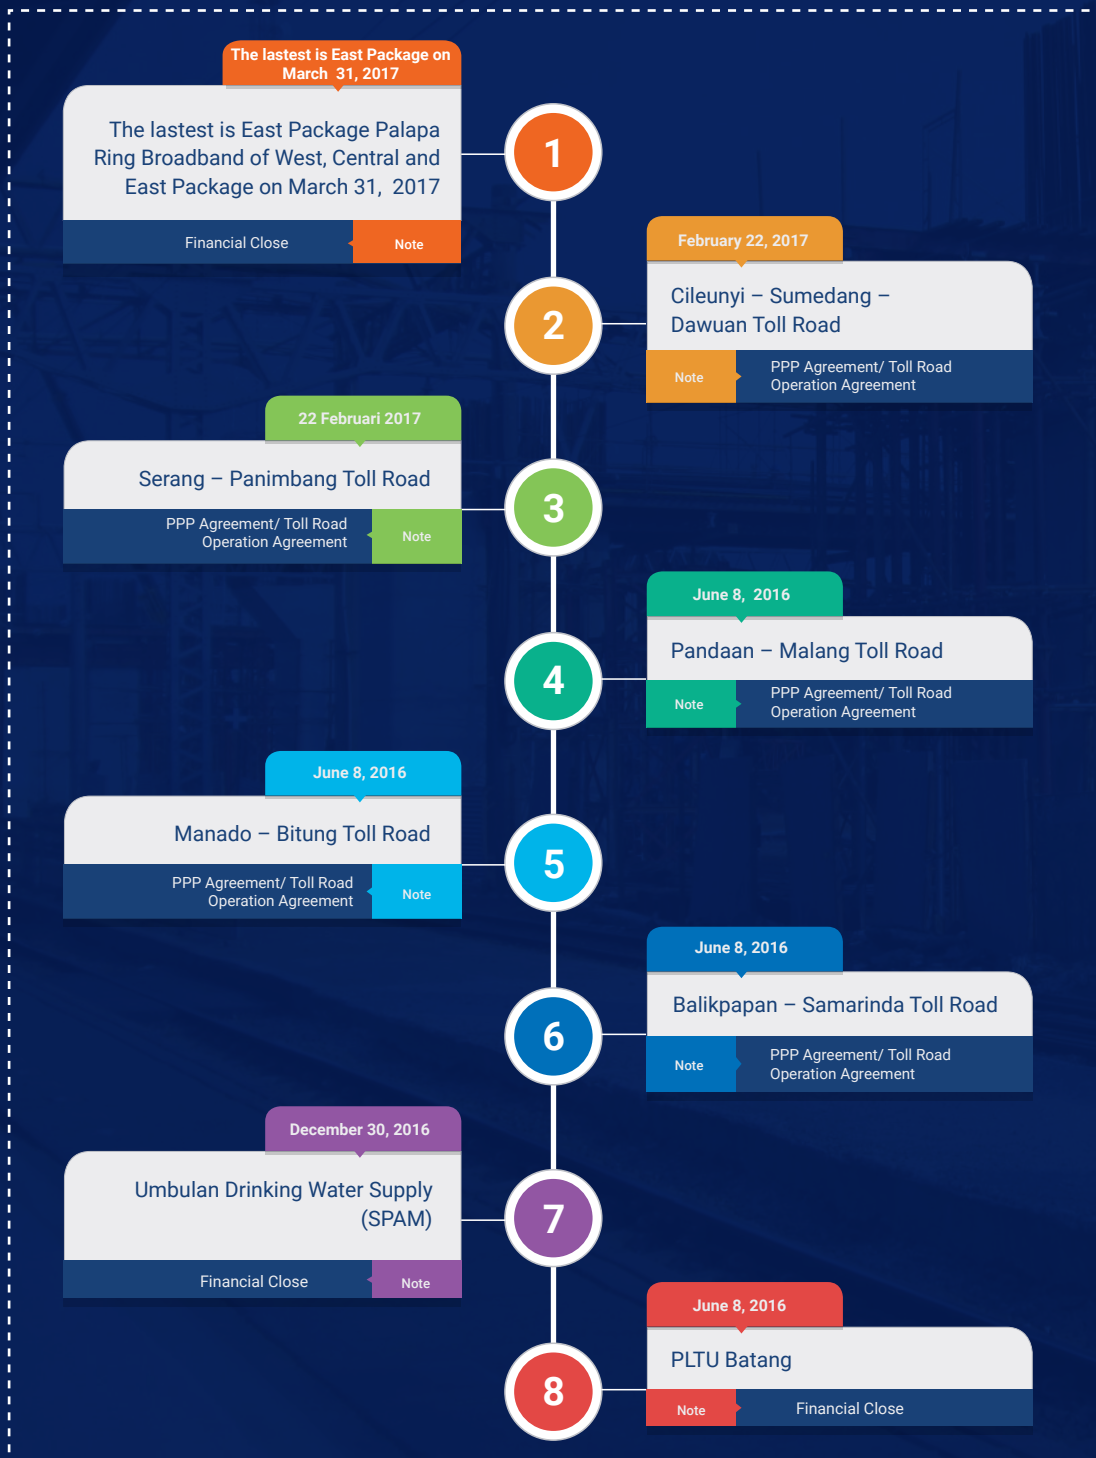 The lastest is East Package on
March 31, 2017
The lastest is East Package Palapa
Ring Broadband of West, Central and
East Package on March 31, 2017
Financial Close
Note
1
February 22, 2017
Cileunyi – Sumedang –
Dawuan Toll Road
Note
PPP Agreement/ Toll Road
Operation Agreement
2
22 Februari 2017
Serang – Panimbang Toll Road
PPP Agreement/ Toll Road
Operation Agreement
Note
3
June 8, 2016
Pandaan – Malang Toll Road
Note
PPP Agreement/ Toll Road
Operation Agreement
4
June 8, 2016
Manado – Bitung Toll Road
PPP Agreement/ Toll Road
Operation Agreement
Note
5
June 8, 2016
Balikpapan – Samarinda Toll Road
Note
PPP Agreement/ Toll Road
Operation Agreement
6
December 30, 2016
Umbulan Drinking Water Supply
(SPAM)
Financial Close
Note
7
June 8, 2016
PLTU Batang
Note
Financial Close
8